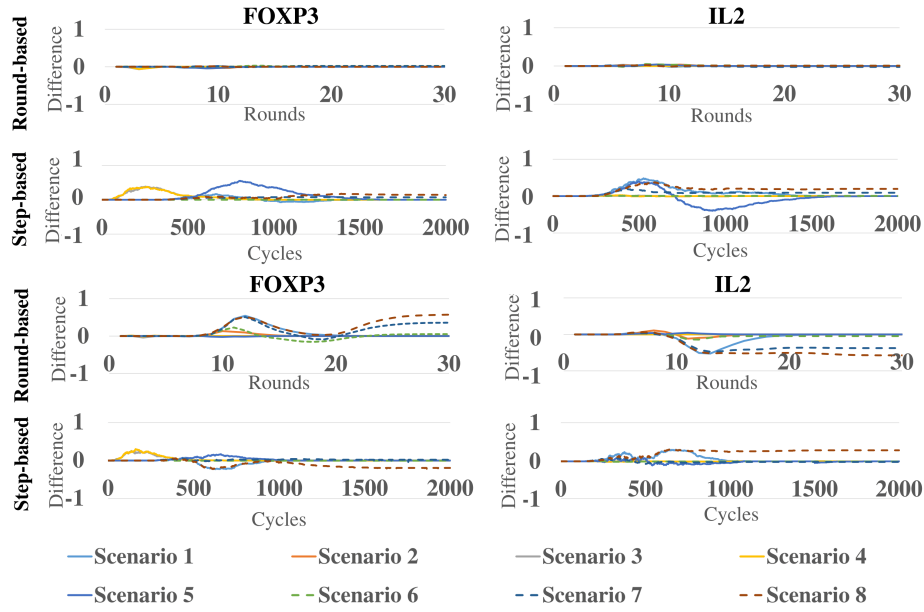 FOXP3 IL2
Round-based
Difference 1 0 -1 0 10 20 30
Rounds
Difference 1 0 -1 0 10 20 30
Rounds
Step-based
Difference 1 0 -1 0 500 1000 1500 2000
Cycles
Difference 1 0 -1 0 500 1000 1500 2000
Cycles
FOXP3 IL2
Round-based
Difference 1 0 -1 0 10 20 30
Rounds
Difference 1 0 -1 0 10 20 30
Rounds
Step-based
Difference 1 0 -1 0 500 1000 1500 2000
Cycles
Difference 1 0 -1 0 500 1000 1500 2000
Cycles
Scenario 1 Scenario 2 Scenario 3 Scenario 4
Scenario 5 Scenario 6 Scenario 7 Scenario 8